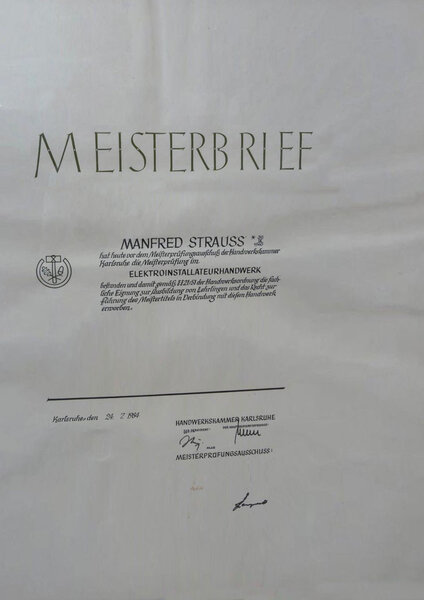 MEISTERBRIEF
MANFRED STRAUSS
hat heute vor dem Meisterprüfungsausschuß der Handwerkskammer
Karlsruhe die Meisterprüfung im
ELEKTROINSTALLATEURHANDWERK
bestanden und damit gemäß der Handwerksordnung die fach-
liche Eignung zur Ausbildung von Lehrlingen und das Recht zur
Führung des Meistertitels in Verbindung mit diesem Handwerk
erworben.
Karlsruhe, den 24. 7. 1984
HANDWERKSKAMMER KARLSRUHE
DER PRÄSIDENT:
MEISTERPRÜFUNGSAUSSCHUSS: